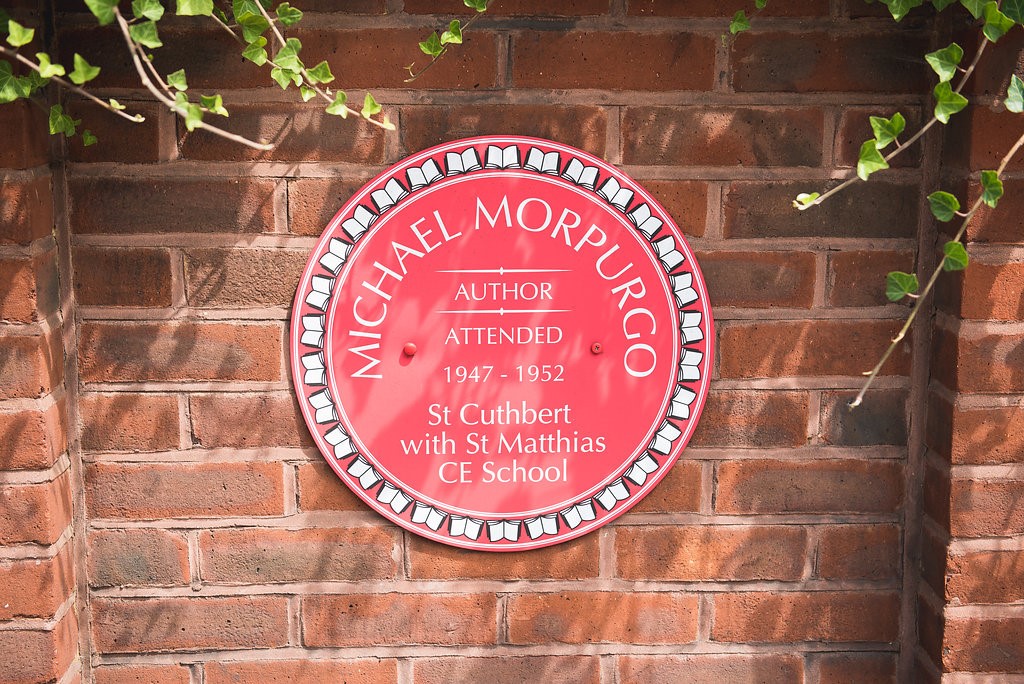 MICHAEL MORPURGO
AUTHOR
ATTENDED
1947 - 1952
St Cuthbert
with St Matthias
CE School